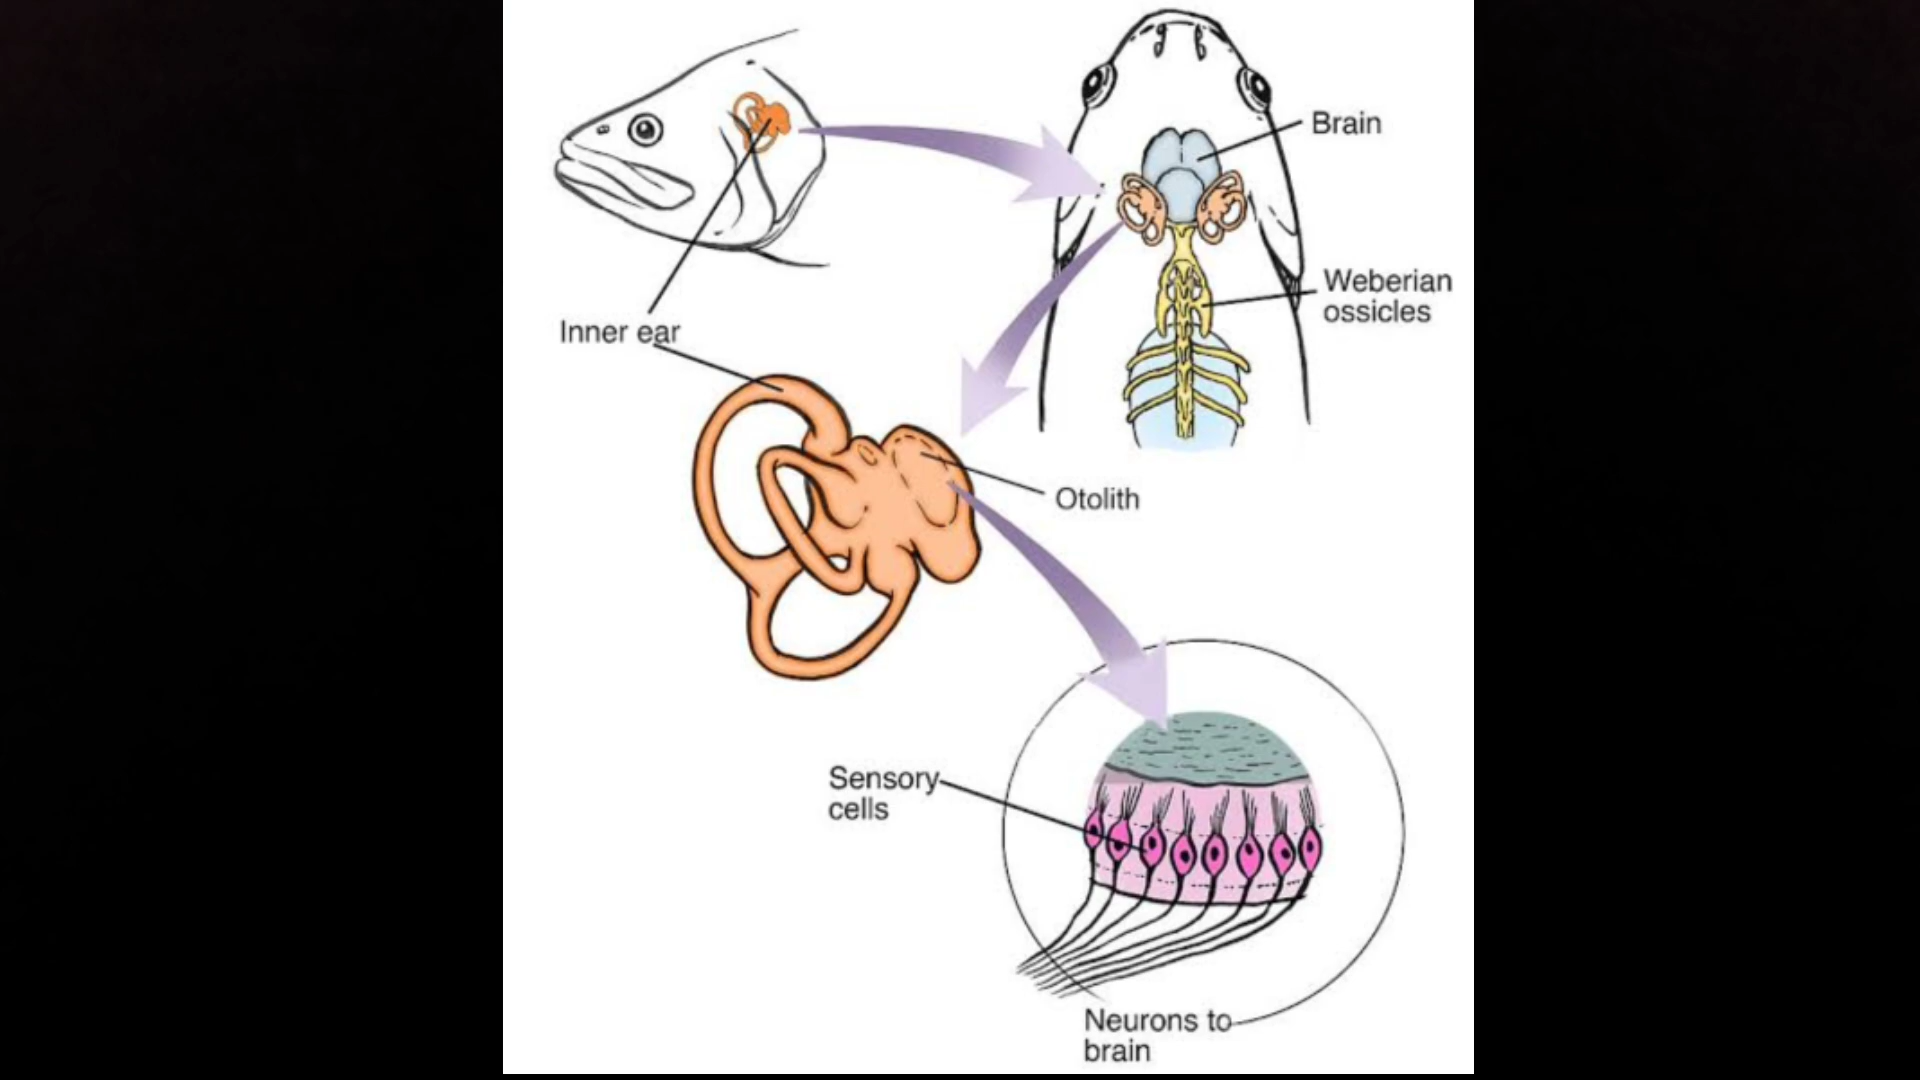 Brain
Weberian
ossicles
Inner ear
Otolith
Sensory
cells
Neurons to
brain